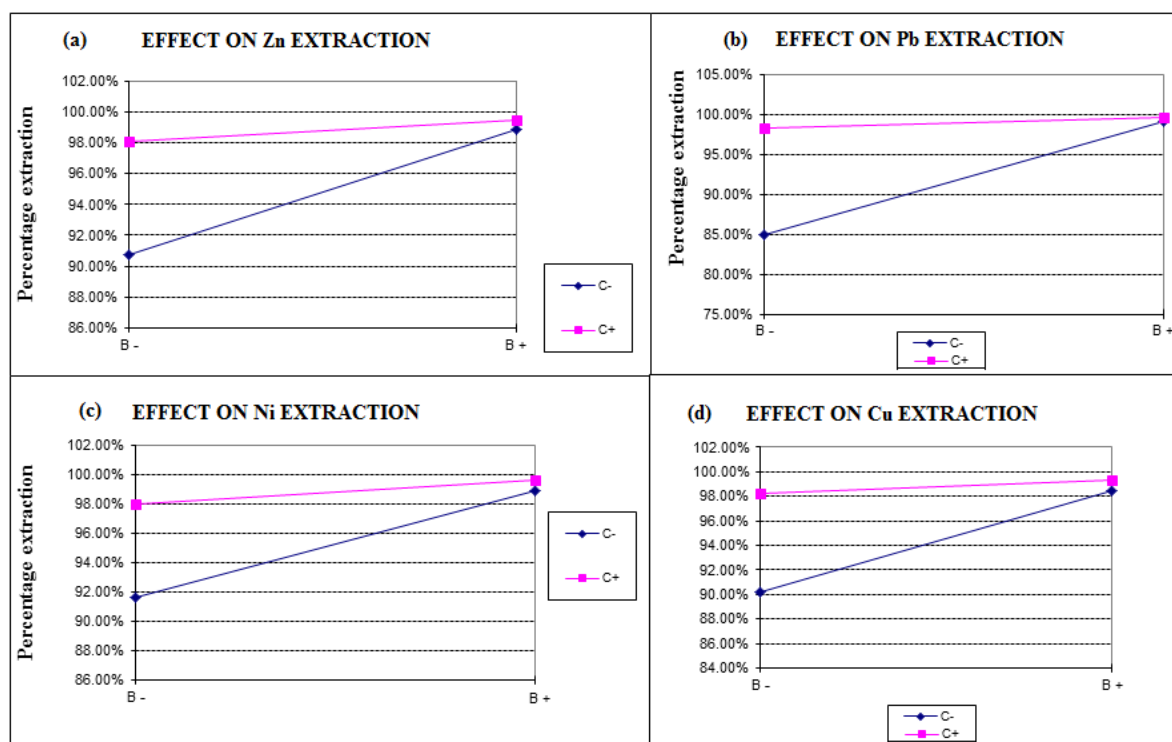 (a) EFFECT ON Zn EXTRACTION
Percentage extraction
102.00%
100.00%
98.00%
96.00%
94.00%
92.00%
90.00%
88.00%
86.00%
B -
B +
C-
C+
(b) EFFECT ON Pb EXTRACTION
Percentage extraction
105.00%
100.00%
95.00%
90.00%
85.00%
80.00%
75.00%
B -
B +
C-
C+
(c) EFFECT ON Ni EXTRACTION
Percentage extraction
102.00%
100.00%
98.00%
96.00%
94.00%
92.00%
90.00%
88.00%
86.00%
B -
B +
C-
C+
(d) EFFECT ON Cu EXTRACTION
102.00%
100.00%
98.00%
96.00%
94.00%
92.00%
90.00%
88.00%
86.00%
84.00%
B -
B +
C-
C+